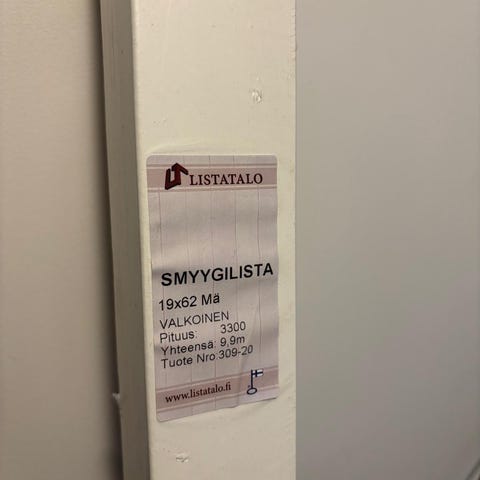 LISTATALO
SMYYGILISTA
19x62 Mä
VALKOINEN
Pituus: 3300
Yhteensä: 9,9m
Tuote Nro 309-20
www.listatalo.fi